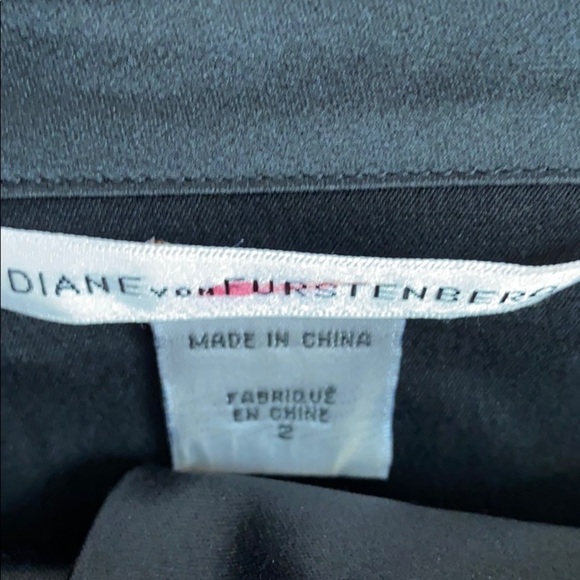 DIANE VON FURSTENBERG
MADE IN CHINA
FABRIQUÉ
EN CHINE
2